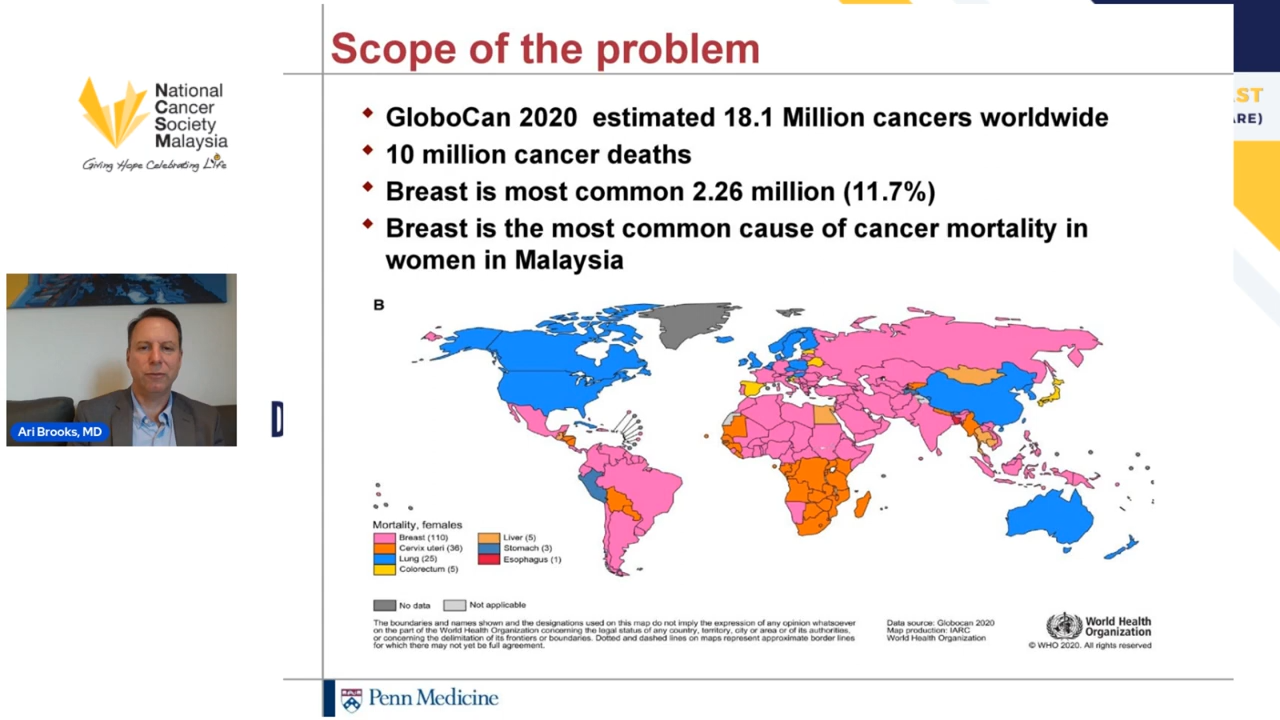 Scope of the problem
National
Cancer
Society
Malaysia
Giving Hope Celebrating Life
GloboCan 2020 estimated 18.1 Million cancers worldwide
10 million cancer deaths
Breast is most common 2.26 million (11.7%)
Breast is the most common cause of cancer mortality in
women in Malaysia
Ari Brooks, MD
B
Mortality, females
Breast (110)
Cervix uteri (36)
Lung (25)
Colorectum (5)
Liver (5)
Stomach (3)
Esophagus (1)
No data
Not applicable
The boundaries and names shown and the designations used on this map do not imply the expression of any opinion whatsoever
on the part of the World Health Organization concerning the legal status of any country, territory, city or area or of its authorities,
or concerning the delimitation of its frontiers or boundaries. Dotted and dashed lines on maps represent approximate border lines
for which there may not yet be full agreement.
Data source: Globocan 2020
Map production: IARC
World Health Organization
World Health
Organization
© WHO 2020. All rights reserved
Penn Medicine